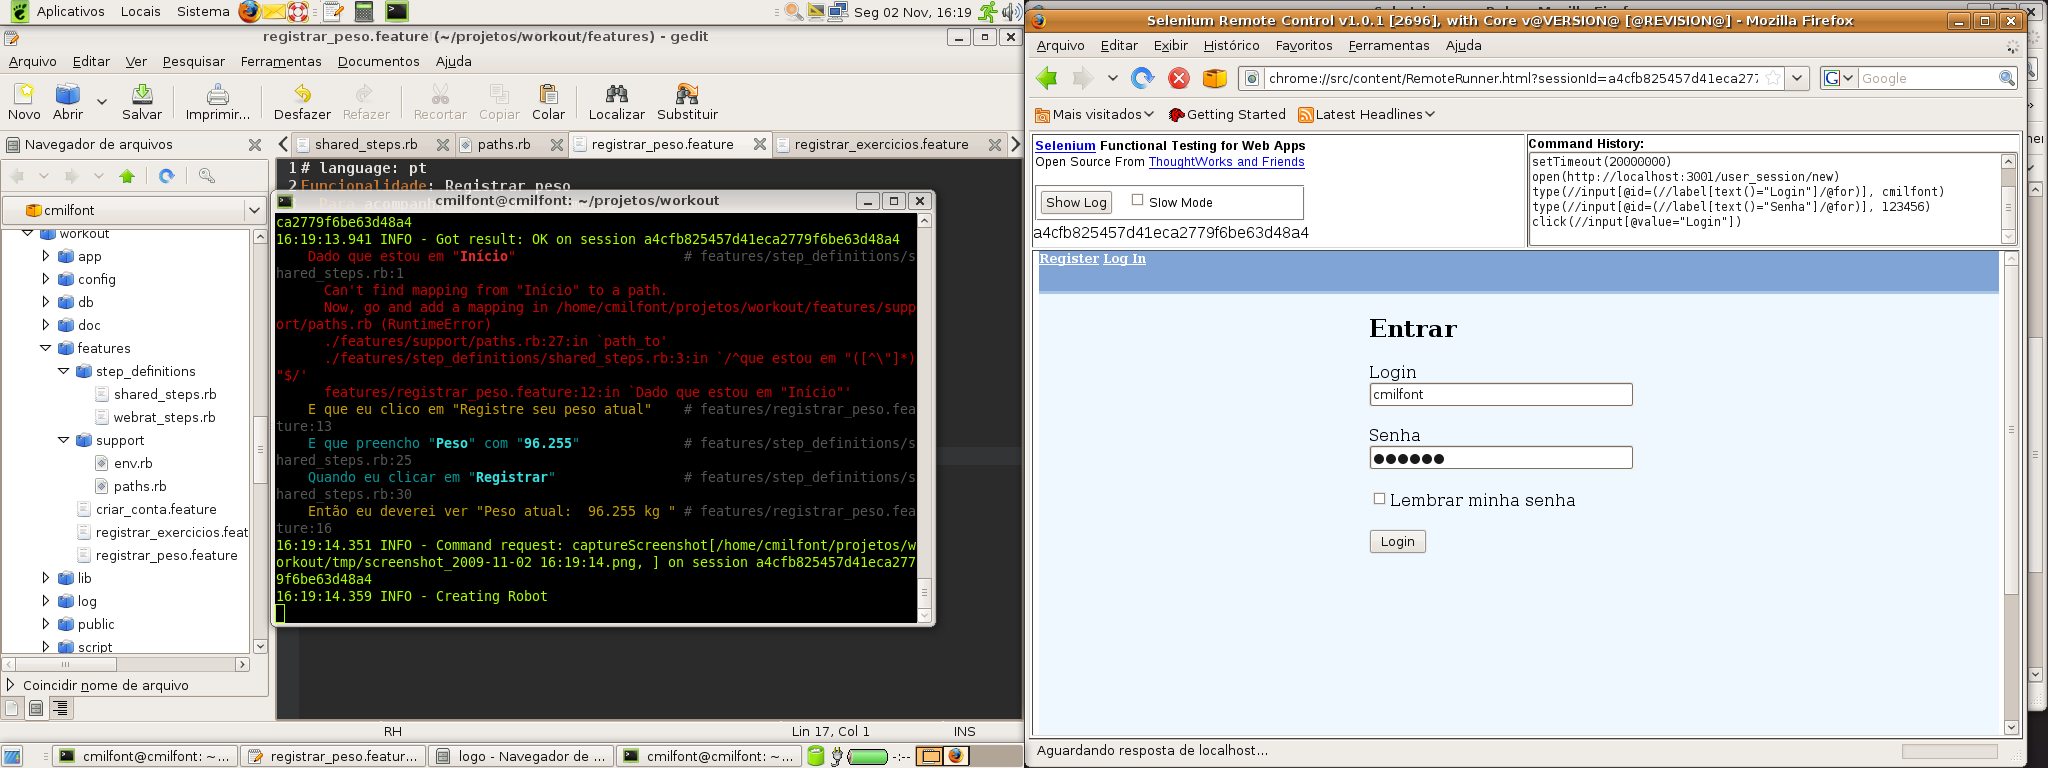 Aplicativos Locais Sistema Seg 02 Nov, 16:19
registrar_peso.feature (~/projetos/workout/features) - gedit
Arquivo Editar Ver Pesquisar Ferramentas Documentos Ajuda
Novo Abrir Salvar Imprimir... Desfazer Refazer Recortar Copiar Colar Localizar Substituir
Navegador de arquivos
shared_steps.rb paths.rb registrar_peso.feature registrar_exercicios.feature
cmilfont
workout
app
config
db
doc
features
step_definitions
shared_steps.rb
webrat_steps.rb
support
env.rb
paths.rb
criar_conta.feature
registrar_exercicios.feat
registrar_peso.feature
lib
log
public
script
Coincidir nome de arquivo
1 # language: pt
2 Funcionalidade: Registrar peso
cmilfont@cmilfont: ~/projetos/workout
ca2779f6be63d48a4
16:19:13.941 INFO - Got result: OK on session a4cfb825457d41eca2779f6be63d48a4
Dado que estou em "Início" # features/step_definitions/s
hared_steps.rb:1
Can't find mapping from "Início" to a path.
Now, go and add a mapping in /home/cmilfont/projetos/workout/features/supp
ort/paths.rb (RuntimeError)
./features/support/paths.rb:27:in `path_to'
./features/step_definitions/shared_steps.rb:3:in `/^que estou em "([^\"]*)
"$/'
features/registrar_peso.feature:12:in `Dado que estou em "Início"'
E que eu clico em "Registre seu peso atual" # features/registrar_peso.fea
ture:13
E que preencho "Peso" com "96.255" # features/step_definitions/s
hared_steps.rb:25
Quando eu clicar em "Registrar" # features/step_definitions/s
hared_steps.rb:30
Então eu deverei ver "Peso atual:  96.255 kg " # features/registrar_peso.fea
ture:16
16:19:14.351 INFO - Command request: captureScreenshot[/home/cmilfont/projetos/w
orkout/tmp/screenshot_2009-11-02 16:19:14.png, ] on session a4cfb825457d41eca277
9f6be63d48a4
16:19:14.359 INFO - Creating Robot
RH Lin 17, Col 1 INS
cmilfont@cmilfont: ~... registrar_peso.featur... logo - Navegador de ... cmilfont@cmilfont: ~... -:--
Selenium Remote Control v1.0.1 [2696], with Core v@VERSION@ [@REVISION@] - Mozilla Firefox
Arquivo Editar Exibir Histórico Favoritos Ferramentas Ajuda
chrome://src/content/RemoteRunner.html?sessionId=a4cfb825457d41eca277 Google
Mais visitados Getting Started Latest Headlines
Selenium Functional Testing for Web Apps
Open Source From ThoughtWorks and Friends
Show Log Slow Mode
a4cfb825457d41eca2779f6be63d48a4
Command History:
setTimeout(20000000)
open(http://localhost:3001/user_session/new)
type(//input[@id=(//label[text()="Login"]/@for)], cmilfont)
type(//input[@id=(//label[text()="Senha"]/@for)], 123456)
click(//input[@value="Login"])
Register Log In
Entrar
Login
cmilfont
Senha
●●●●●●
Lembrar minha senha
Login
Aguardando resposta de localhost...